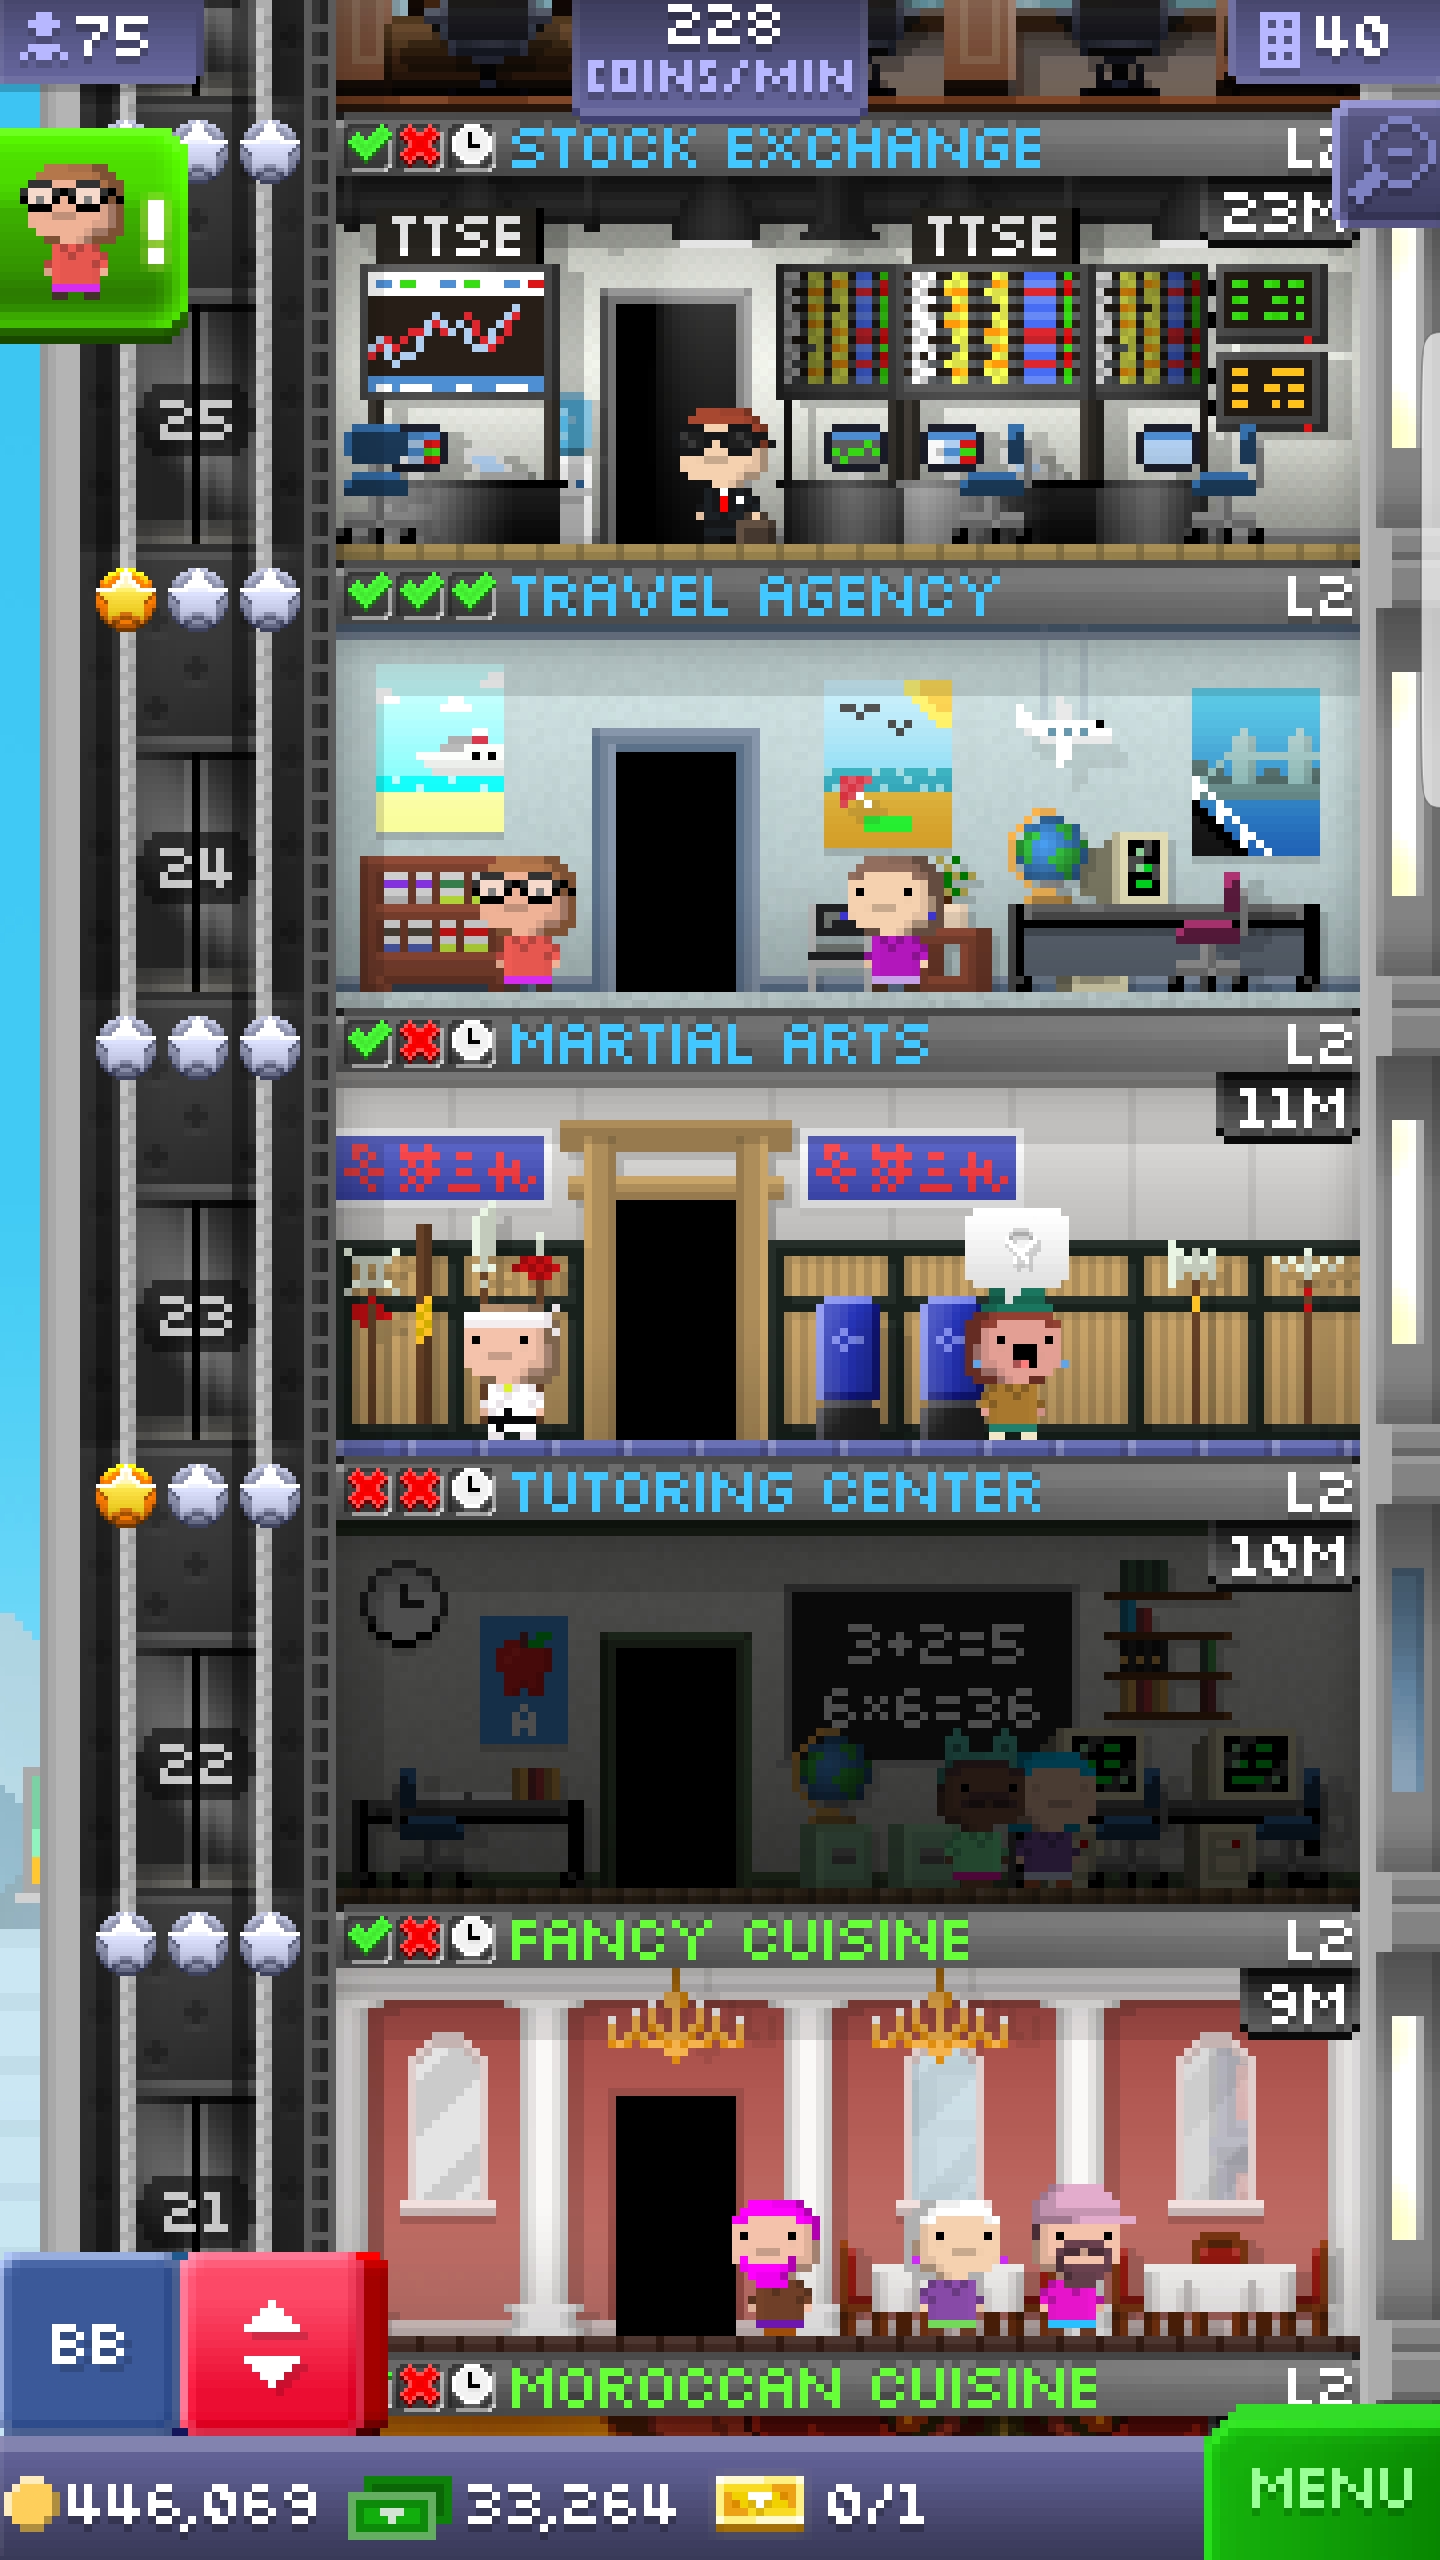 75
228
COINS/MIN
40
STOCK EXCHANGE
23M
TTSE
TTSE
!
25
TRAVEL AGENCY
L2
24
MARTIAL ARTS
L2
11M
23
TUTORING CENTER
L2
10M
3+2=5
6×6=36
A
22
FANCY CUISINE
L2
9M
21
BB
MOROCCAN CUISINE
L2
446,069
33,264
0/1
MENU